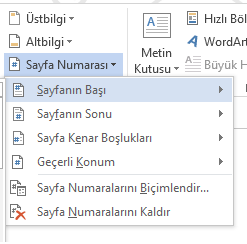 Üstbilgi
Altbilgi
Sayfa Numarası
Metin
Kutusu
Hızlı Böl
WordArt
Büyük H
Sayfanın Başı
Sayfanın Sonu
Sayfa Kenar Boşlukları
Geçerli Konum
Sayfa Numaralarını Biçimlendir...
Sayfa Numaralarını Kaldır